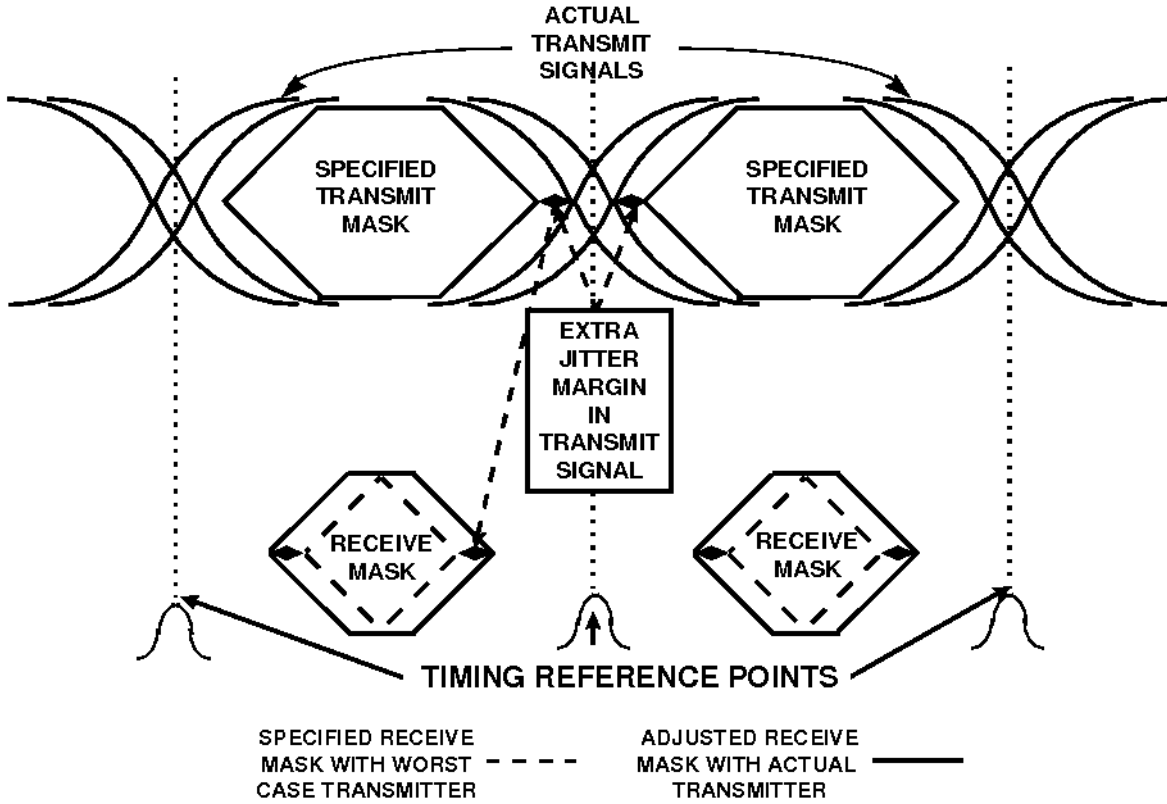 ACTUAL
TRANSMIT
SIGNALS
SPECIFIED
TRANSMIT
MASK
SPECIFIED
TRANSMIT
MASK
EXTRA
JITTER
MARGIN
IN
TRANSMIT
SIGNAL
RECEIVE
MASK
RECEIVE
MASK
TIMING REFERENCE POINTS
SPECIFIED RECEIVE
MASK WITH WORST
CASE TRANSMITTER
ADJUSTED RECEIVE
MASK WITH ACTUAL
TRANSMITTER